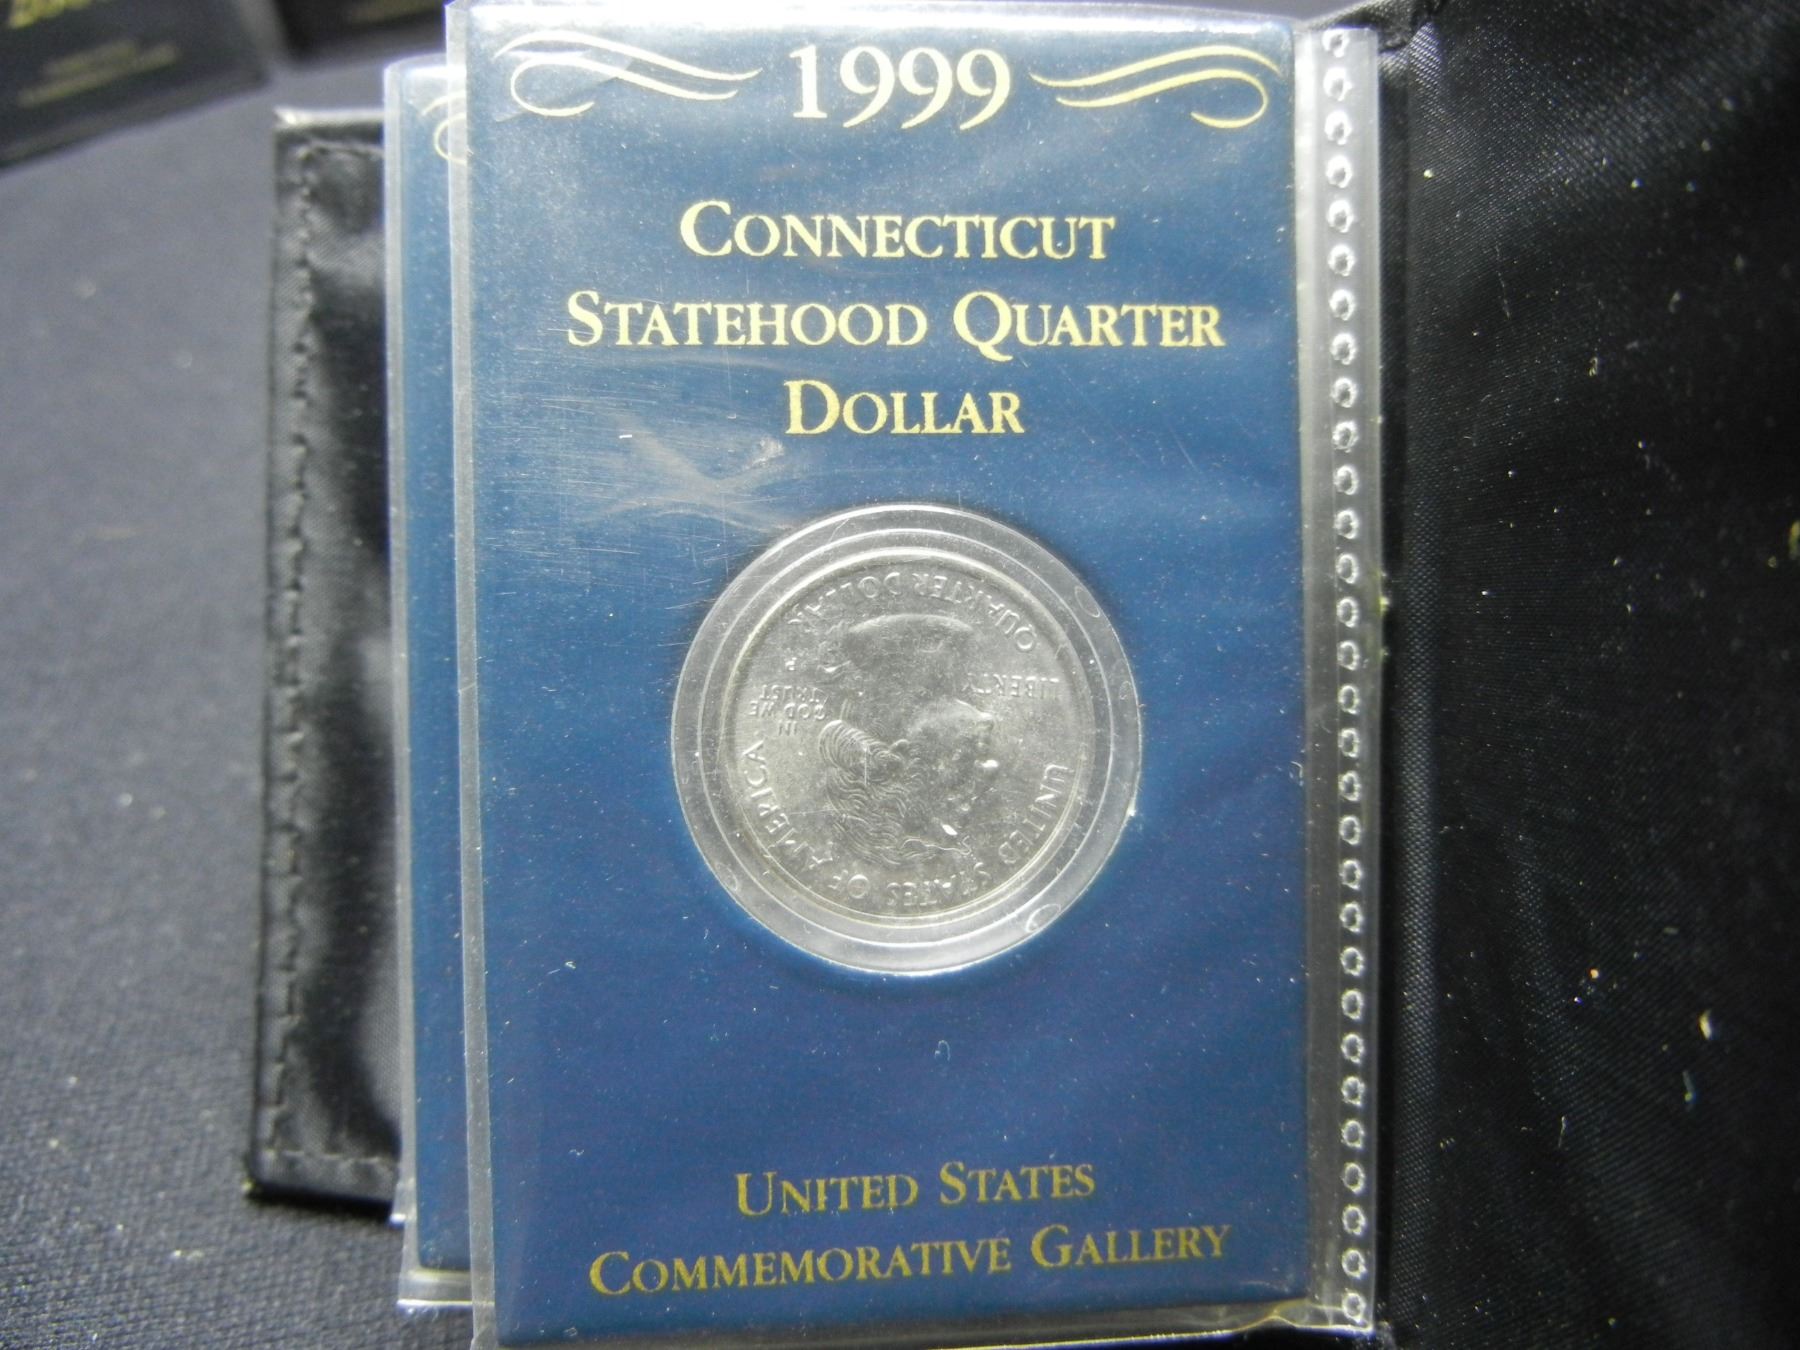 1999
CONNECTICUT
STATEHOOD QUARTER
DOLLAR
UNITED STATES OF AMERICA
LIBERTY
IN
GOD WE
TRUST
P
QUARTER DOLLAR
UNITED STATES
COMMEMORATIVE GALLERY